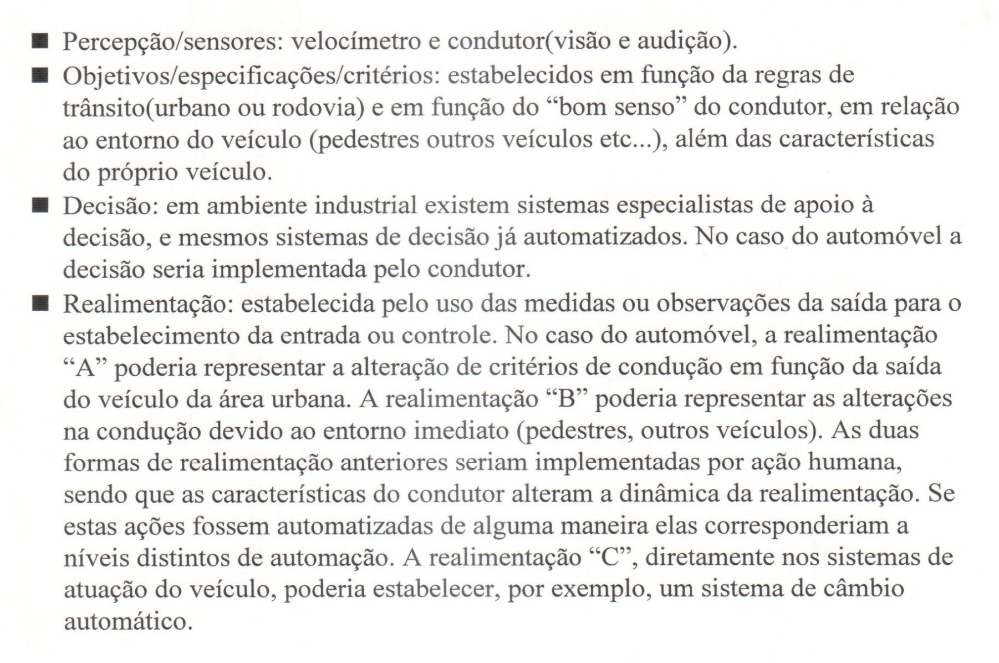 ■ Percepção/sensores: velocímetro e condutor(visão e audição).
■ Objetivos/especificações/critérios: estabelecidos em função da regras de
trânsito(urbano ou rodovia) e em função do “bom senso” do condutor, em relação
ao entorno do veículo (pedestres outros veículos etc...), além das características
do próprio veículo.
■ Decisão: em ambiente industrial existem sistemas especialistas de apoio à
decisão, e mesmos sistemas de decisão já automatizados. No caso do automóvel a
decisão seria implementada pelo condutor.
■ Realimentação: estabelecida pelo uso das medidas ou observações da saída para o
estabelecimento da entrada ou controle. No caso do automóvel, a realimentação
“A” poderia representar a alteração de critérios de condução em função da saída
do veículo da área urbana. A realimentação “B” poderia representar as alterações
na condução devido ao entorno imediato (pedestres, outros veículos). As duas
formas de realimentação anteriores seriam implementadas por ação humana,
sendo que as características do condutor alteram a dinâmica da realimentação. Se
estas ações fossem automatizadas de alguma maneira elas corresponderiam a
níveis distintos de automação. A realimentação “C”, diretamente nos sistemas de
atuação do veículo, poderia estabelecer, por exemplo, um sistema de câmbio
automático.